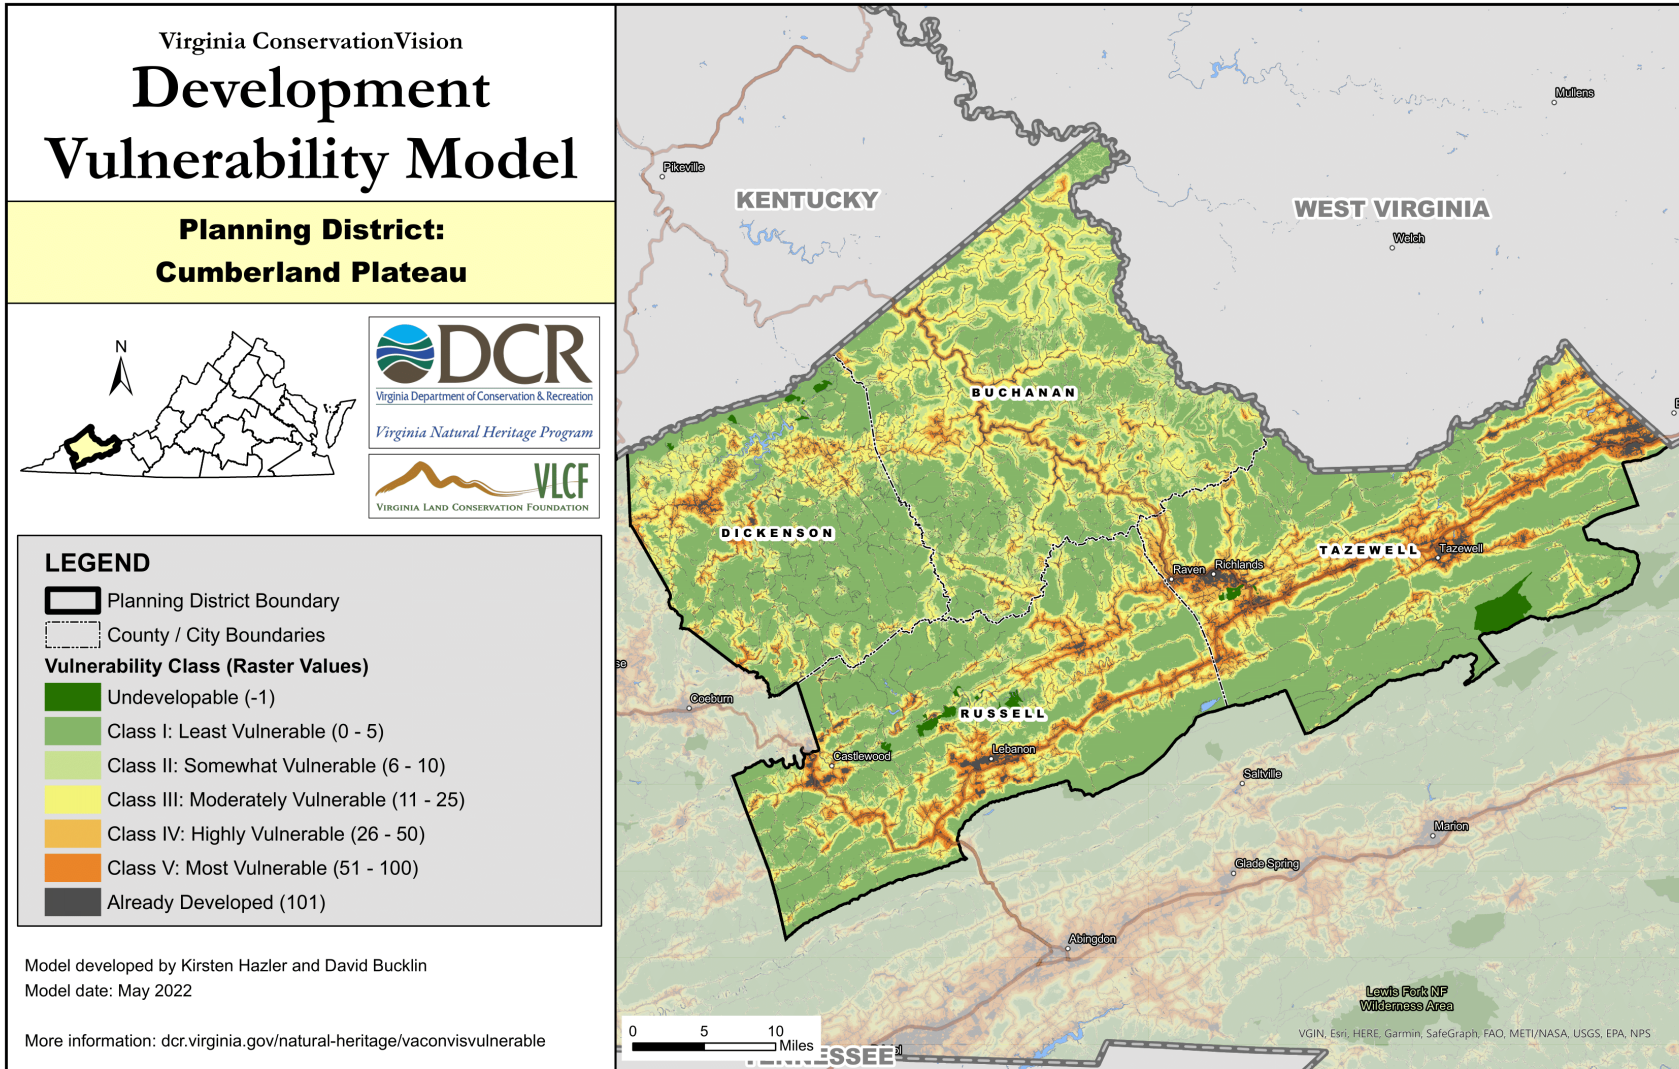 Virginia ConservationVision
Development
Vulnerability Model
Planning District:
Cumberland Plateau
N
DCR
Virginia Department of Conservation & Recreation
Virginia Natural Heritage Program
VLCF
VIRGINIA LAND CONSERVATION FOUNDATION
LEGEND
Planning District Boundary
County / City Boundaries
Vulnerability Class (Raster Values)
Undevelopable (-1)
Class I: Least Vulnerable (0 - 5)
Class II: Somewhat Vulnerable (6 - 10)
Class III: Moderately Vulnerable (11 - 25)
Class IV: Highly Vulnerable (26 - 50)
Class V: Most Vulnerable (51 - 100)
Already Developed (101)
Model developed by Kirsten Hazler and David Bucklin
Model date: May 2022
More information: dcr.virginia.gov/natural-heritage/vaconvisvulnerable
Mullens
Pikeville
KENTUCKY
WEST VIRGINIA
Welch
BUCHANAN
DICKENSON
TAZEWELL
Tazewell
Raven
Richlands
se
Coeburn
RUSSELL
Lebanon
Castlewood
Saltville
Marion
Glade Spring
Abingdon
Lewis Fork NF
Wilderness Area
0 5 10
Miles
TENNESSEE
ol
VGIN, Esri, HERE, Garmin, SafeGraph, FAO, METI/NASA, USGS, EPA, NPS